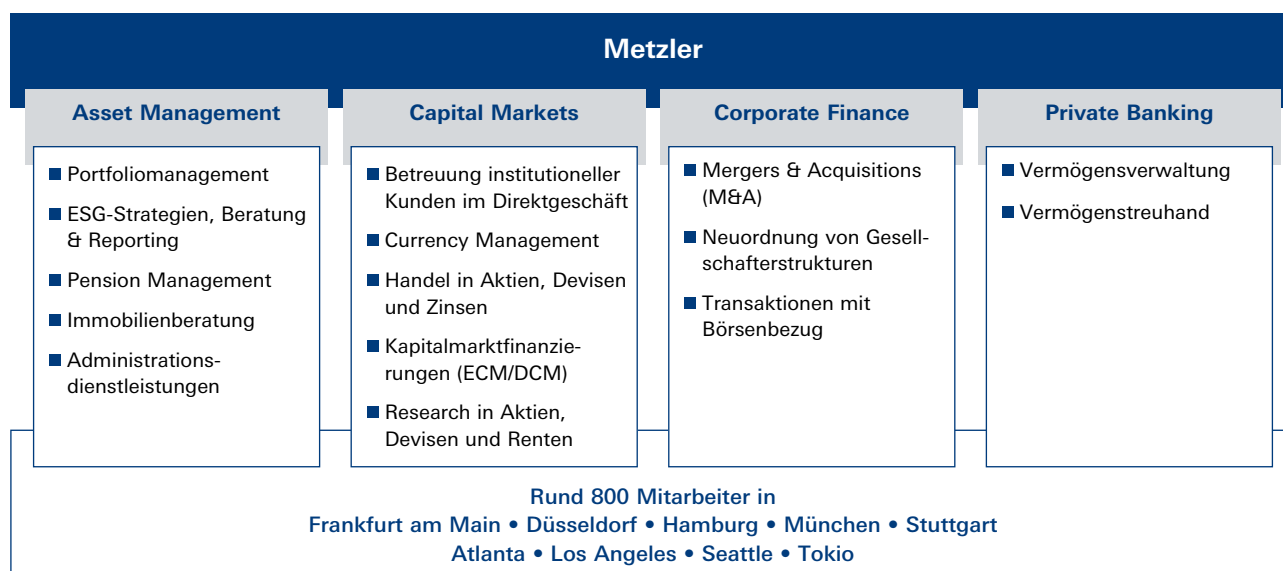 Metzler
Asset Management
Portfoliomanagement
ESG-Strategien, Beratung
& Reporting
Pension Management
Immobilienberatung
Administrations-
dienstleistungen
Capital Markets
Betreuung institutioneller
Kunden im Direktgeschäft
Currency Management
Handel in Aktien, Devisen
und Zinsen
Kapitalmarktfinanzie-
rungen (ECM/DCM)
Research in Aktien,
Devisen und Renten
Corporate Finance
Mergers & Acquisitions
(M&A)
Neuordnung von Gesell-
schafterstrukturen
Transaktionen mit
Börsenbezug
Private Banking
Vermögensverwaltung
Vermögenstreuhand
Rund 800 Mitarbeiter in
Frankfurt am Main • Düsseldorf • Hamburg • München • Stuttgart
Atlanta • Los Angeles • Seattle • Tokio